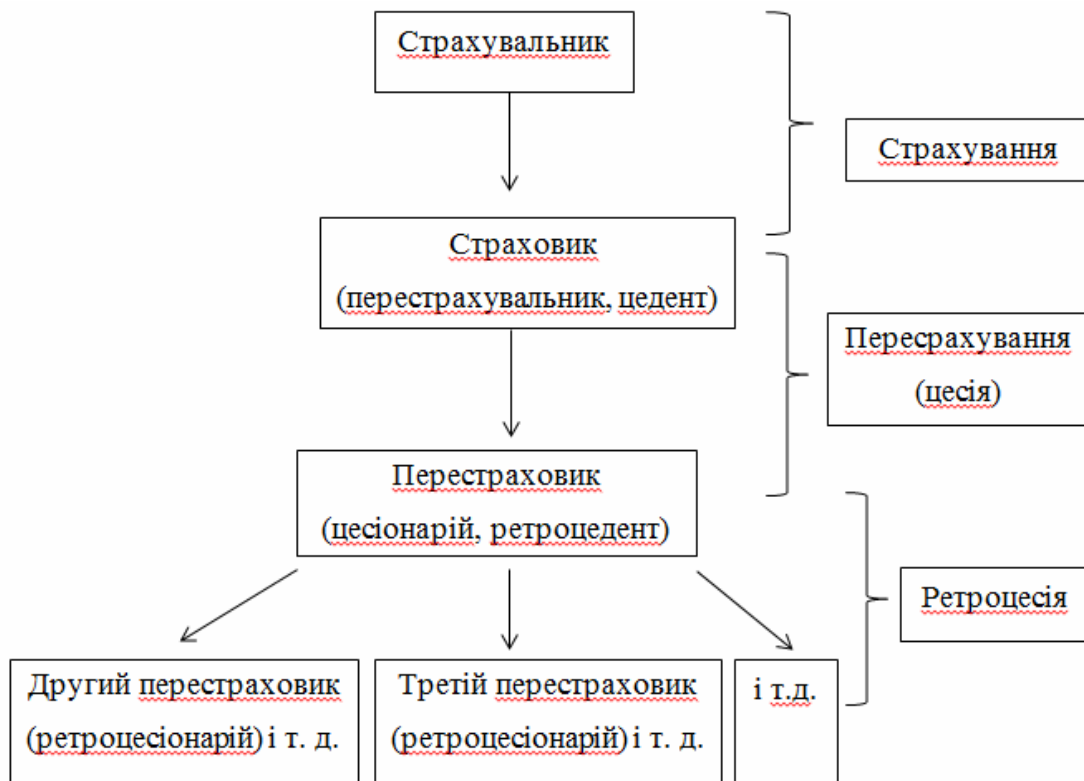 Страхувальник
Страхування
Страховик
(перестрахувальник, цедент)
Пересрахування
(цесія)
Перестраховик
(цесіонарій, ретроцедент)
Ретроцесія
Другий перестраховик
(ретроцесіонарій) і т. д.
Третій перестраховик
(ретроцесіонарій) і т. д.
і т.д.